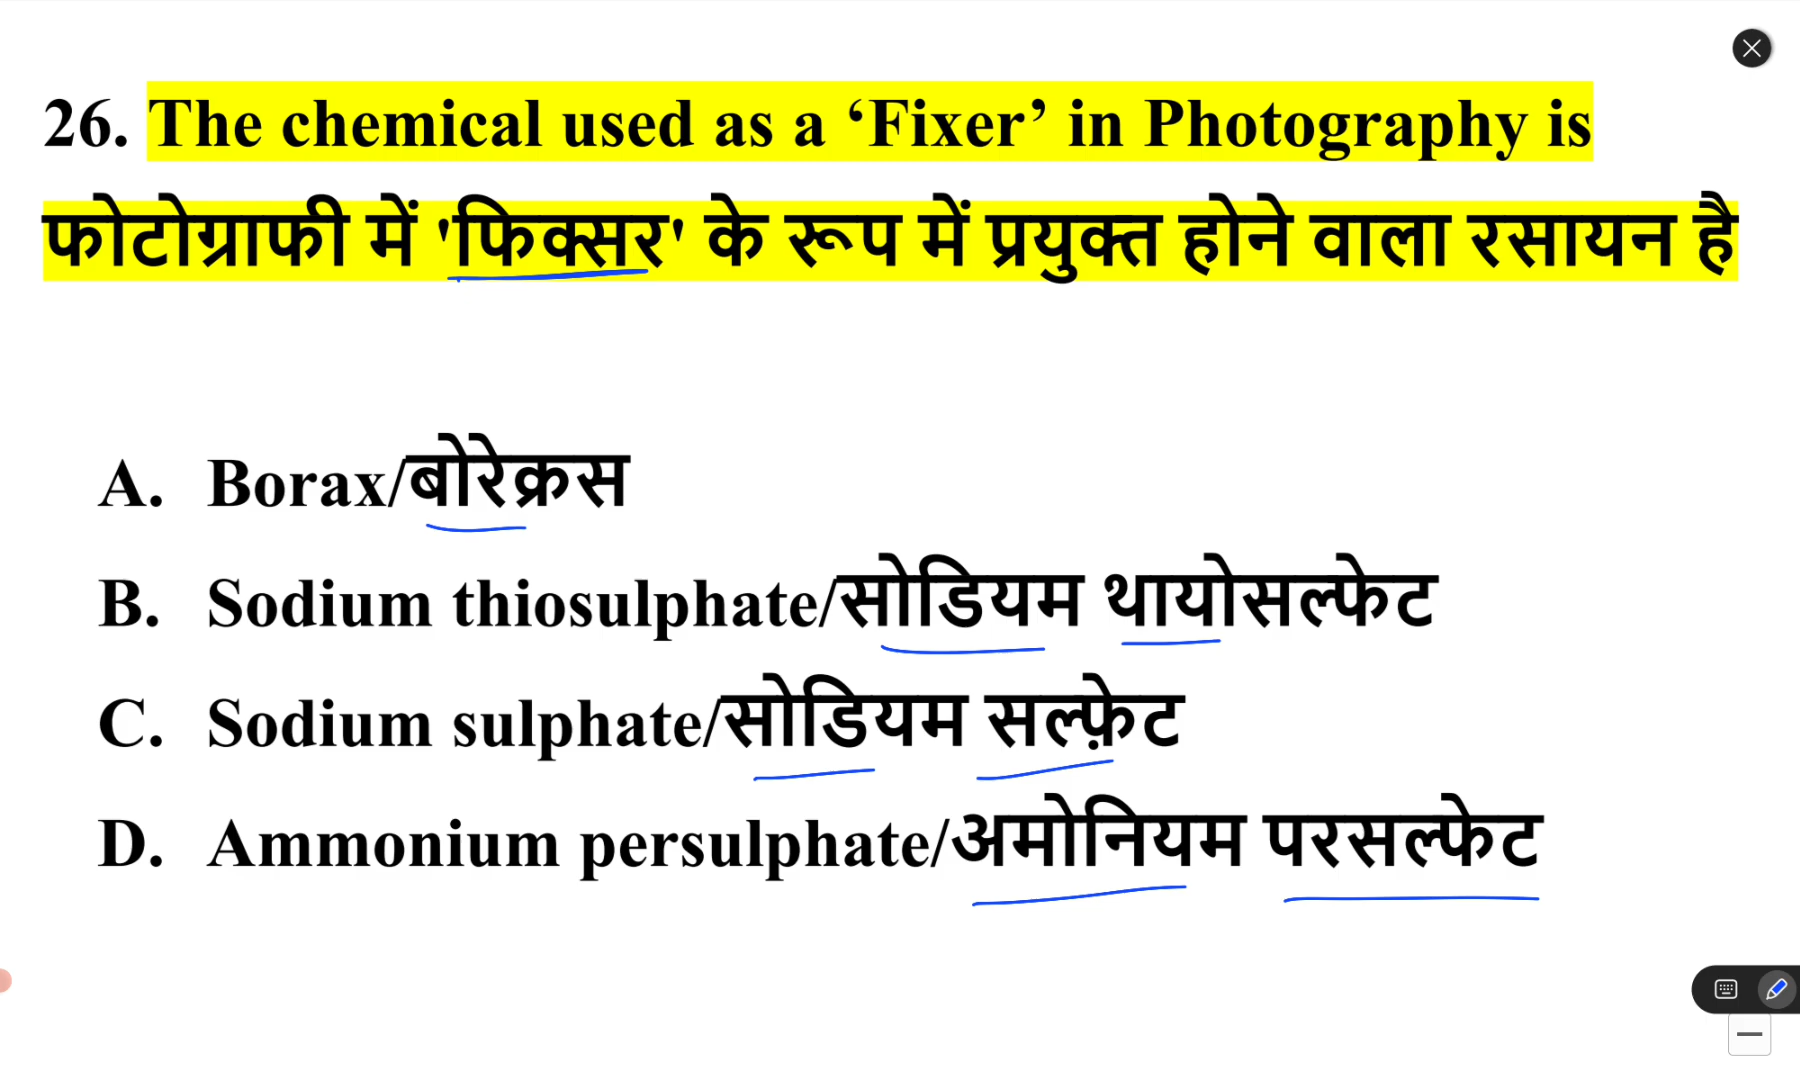 26. The chemical used as a ‘Fixer’ in Photography is
फोटोग्राफी में 'फिक्सर' के रूप में प्रयुक्त होने वाला रसायन है
A. Borax/बोरेक्रस
B. Sodium thiosulphate/सोडियम थायोसल्फेट
C. Sodium sulphate/सोडियम सल्फ़ेट
D. Ammonium persulphate/अमोनियम परसल्फेट